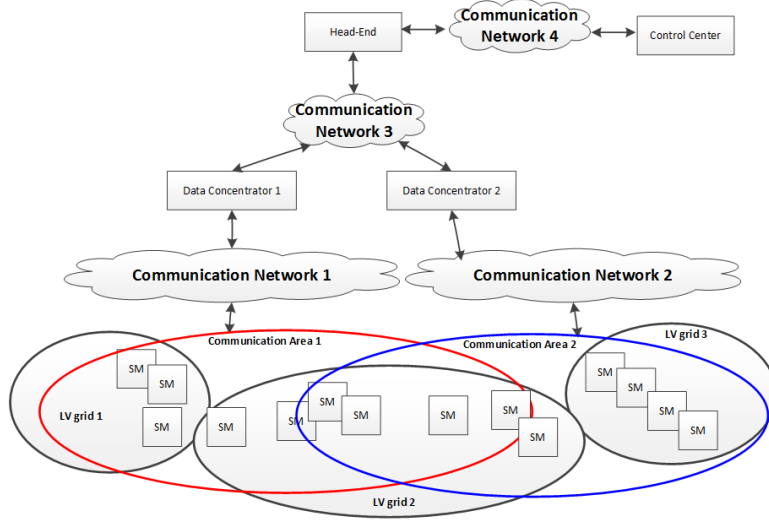 Head-End
Communication
Network 4
Control Center
Communication
Network 3
Data Concentrator 1
Data Concentrator 2
Communication Network 1
Communication Network 2
Communication Area 1
Communication Area 2
LV grid 3
SM
SM
SM
SM
SM
SM
LV grid 1
SM
SM
SM
SM
SM
SM
SM
SM
SM
LV grid 2